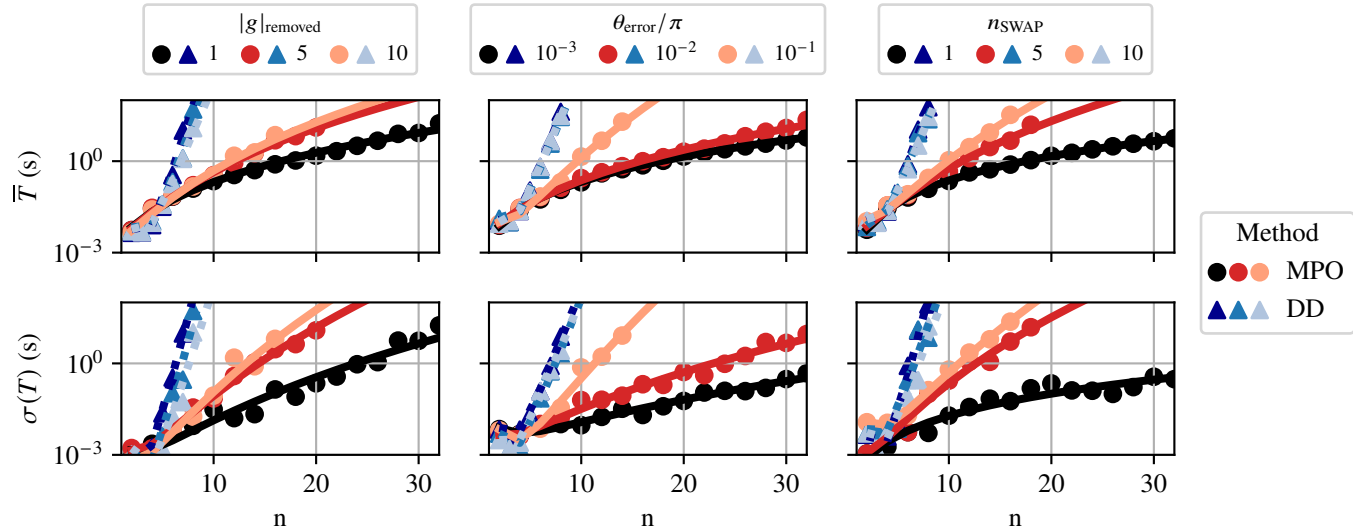 |g|removed
1 5 10
θerror/π
10⁻³ 10⁻² 10⁻¹
nSWAP
1 5 10
T̅ (s)
10⁰
10⁻³
σ(T) (s)
10⁰
10⁻³
10 20 30
n
10 20 30
n
10 20 30
n
Method
MPO
DD